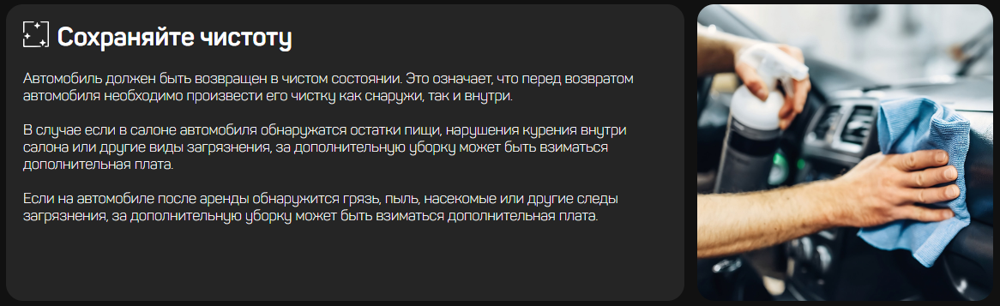 Сохраняйте чистоту
Автомобиль должен быть возвращен в чистом состоянии. Это означает, что перед возвратом
автомобиля необходимо произвести его чистку как снаружи, так и внутри.
В случае если в салоне автомобиля обнаружатся остатки пищи, нарушения курения внутри
салона или другие виды загрязнения, за дополнительную уборку может быть взиматься
дополнительная плата.
Если на автомобиле после аренды обнаружится грязь, пыль, насекомые или другие следы
загрязнения, за дополнительную уборку может быть взиматься дополнительная плата.